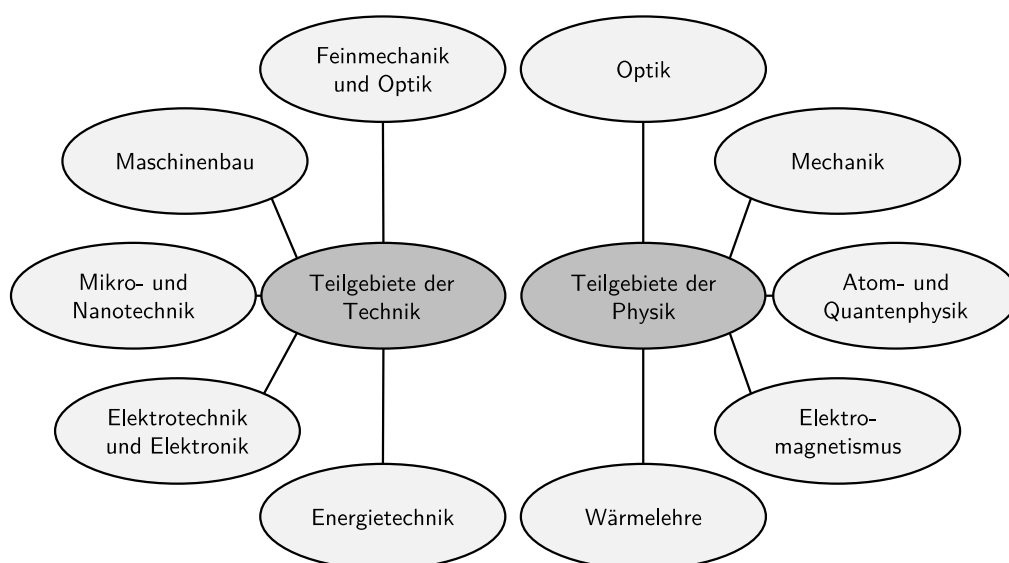 Feinmechanik
und Optik
Optik
Maschinenbau
Mechanik
Mikro- und
Nanotechnik
Teilgebiete der
Technik
Teilgebiete der
Physik
Atom- und
Quantenphysik
Elektrotechnik
und Elektronik
Elektro-
magnetismus
Energietechnik
Wärmelehre